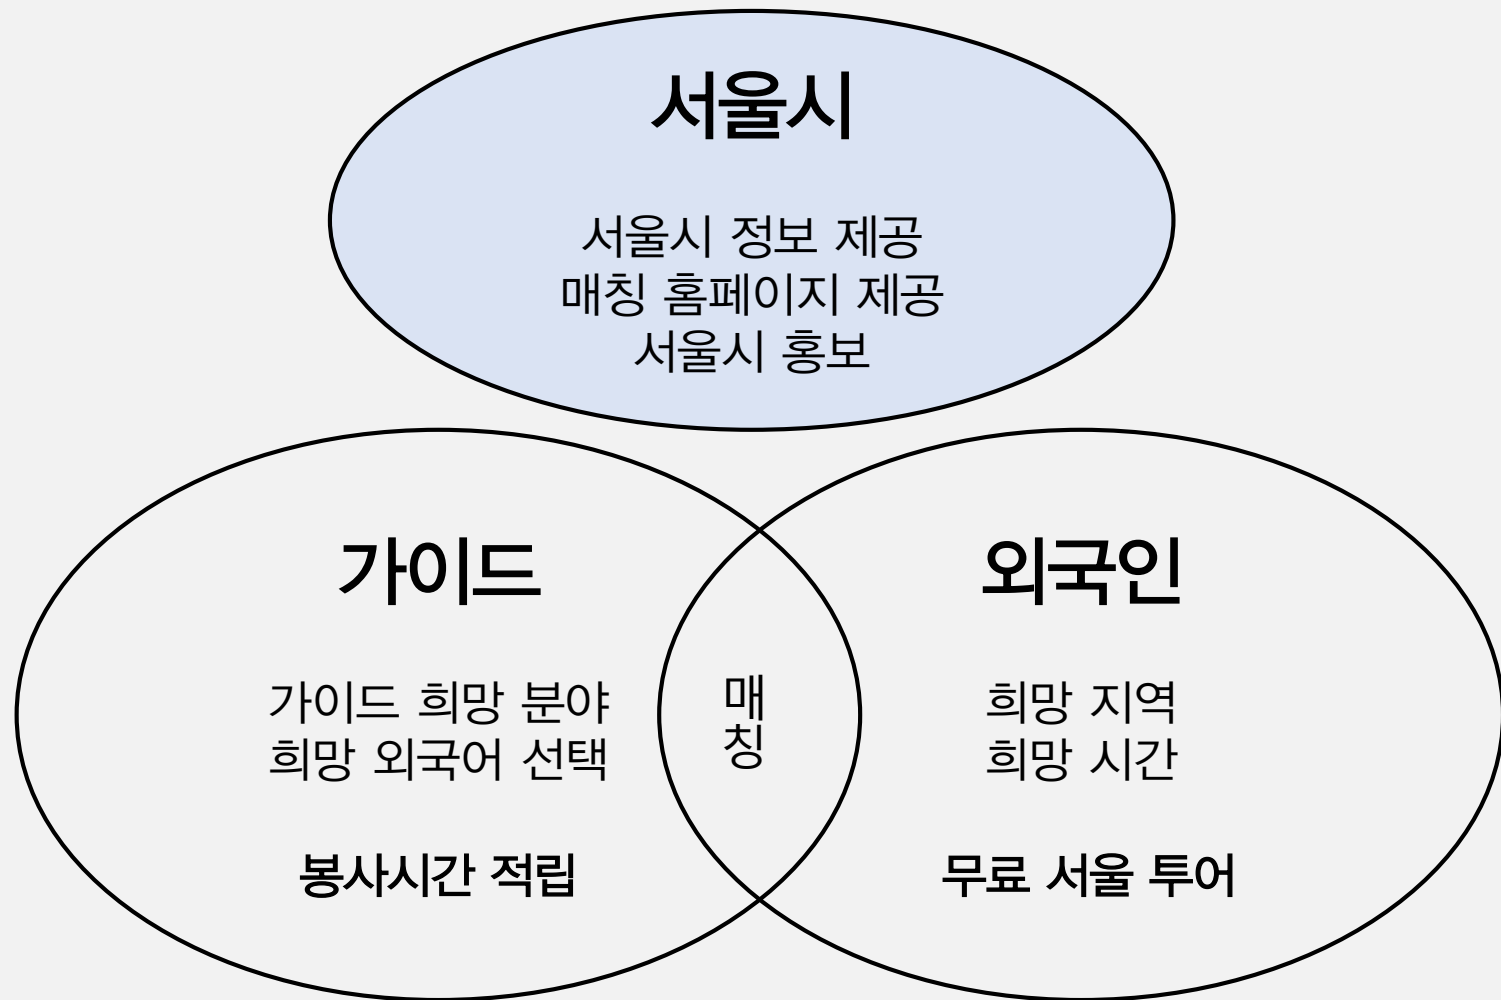 서울시
서울시 정보 제공
매칭 홈페이지 제공
서울시 홍보
가이드
가이드 희망 분야
희망 외국어 선택
봉사시간 적립
매
칭
외국인
희망 지역
희망 시간
무료 서울 투어